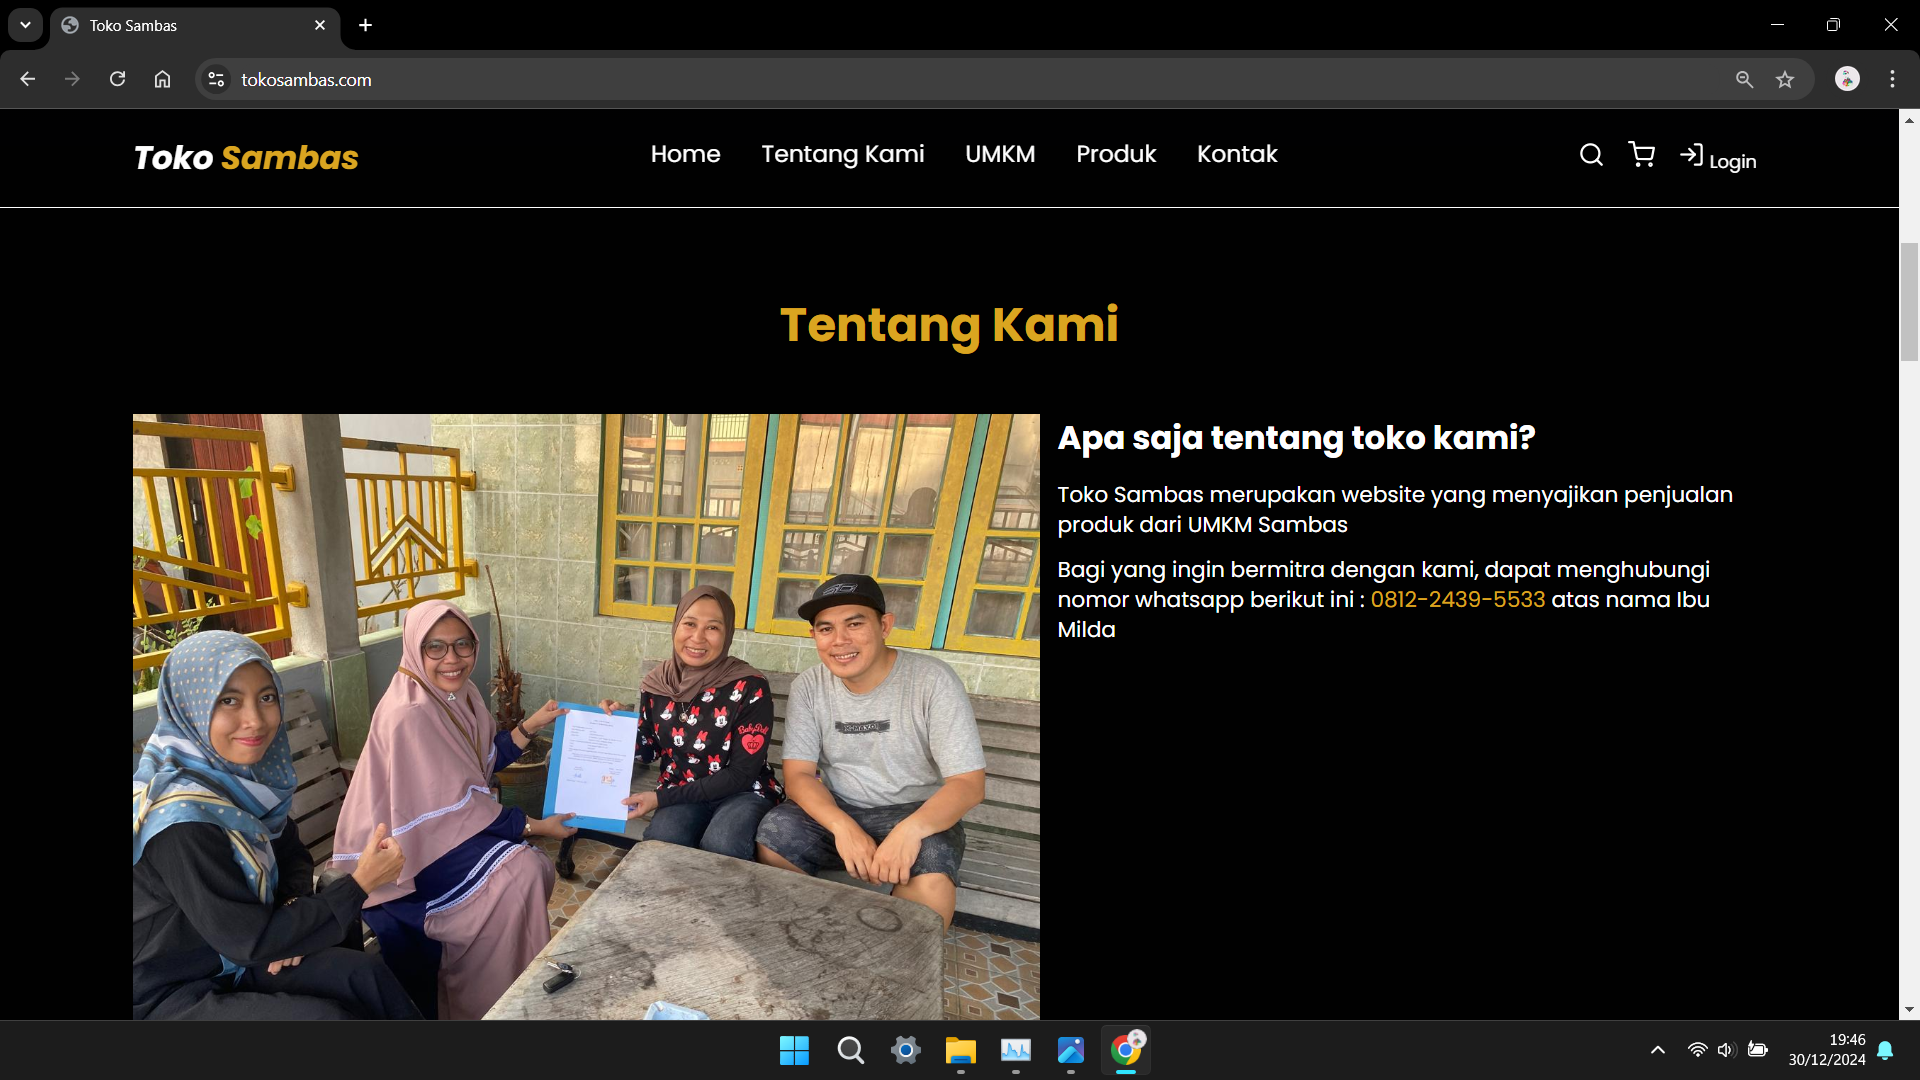 Toko Sambas
tokosambas.com
Toko Sambas
Home Tentang Kami UMKM Produk Kontak
Login
Tentang Kami
Apa saja tentang toko kami?
Toko Sambas merupakan website yang menyajikan penjualan
produk dari UMKM Sambas
Bagi yang ingin bermitra dengan kami, dapat menghubungi
nomor whatsapp berikut ini : 0812-2439-5533 atas nama Ibu
Milda
19:46
30/12/2024